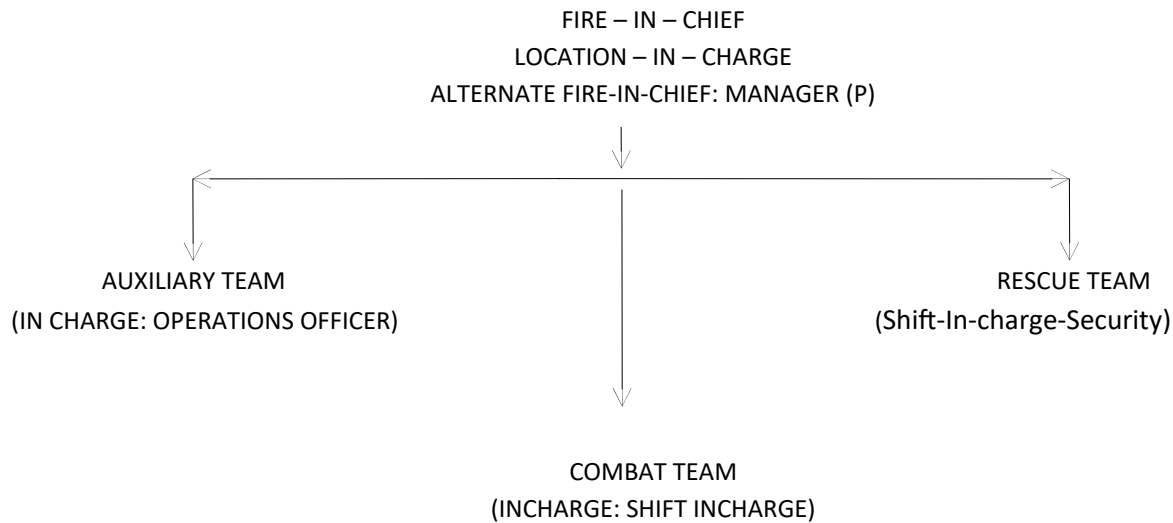 FIRE – IN – CHIEF
LOCATION – IN – CHARGE
ALTERNATE FIRE-IN-CHIEF: MANAGER (P)
AUXILIARY TEAM
(IN CHARGE: OPERATIONS OFFICER)
RESCUE TEAM
(Shift-In-charge-Security)
COMBAT TEAM
(INCHARGE: SHIFT INCHARGE)